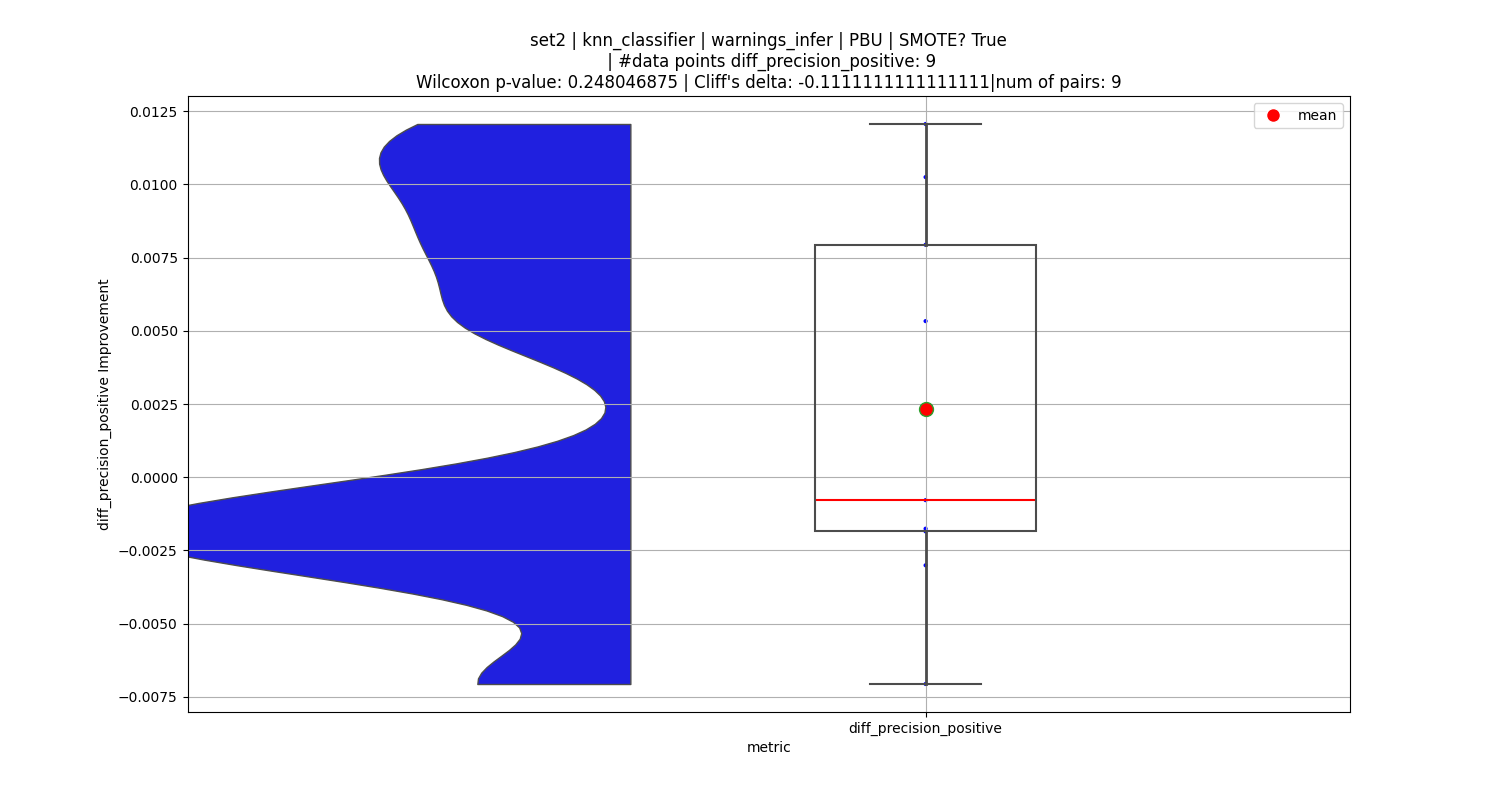 set2 | knn_classifier | warnings_infer | PBU | SMOTE? True
| #data points diff_precision_positive: 9
Wilcoxon p-value: 0.248046875 | Cliff's delta: -0.1111111111111111|num of pairs: 9
mean
0.0125
0.0100
0.0075
0.0050
0.0025
0.0000
−0.0025
−0.0050
−0.0075
diff_precision_positive Improvement
diff_precision_positive
metric